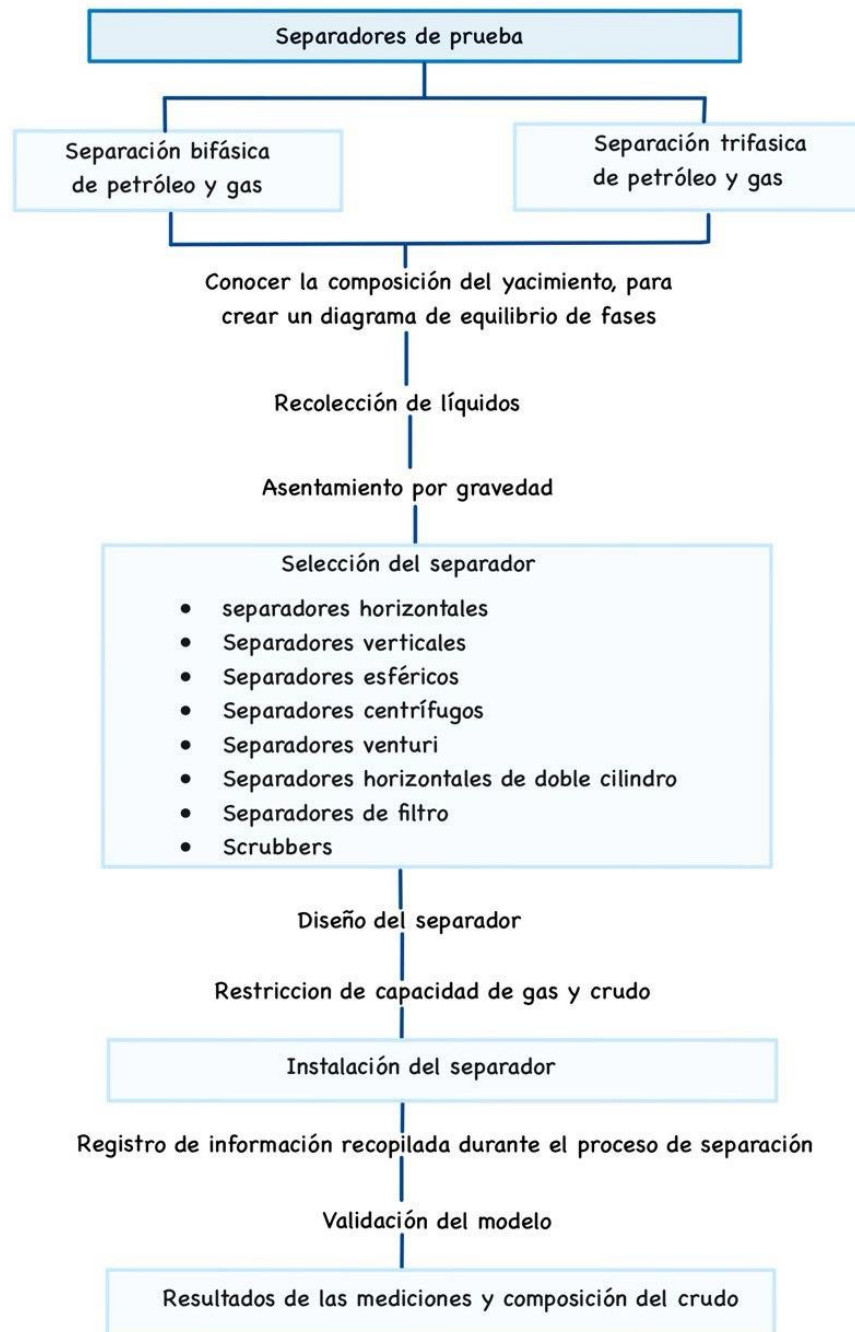 Separadores de prueba
Separación bifásica
de petróleo y gas
Separación trifasica
de petróleo y gas
Conocer la composición del yacimiento, para
crear un diagrama de equilibrio de fases
Recolección de líquidos
Asentamiento por gravedad
Selección del separador
• separadores horizontales
• Separadores verticales
• Separadores esféricos
• Separadores centrífugos
• Separadores venturi
• Separadores horizontales de doble cilindro
• Separadores de filtro
• Scrubbers
Diseño del separador
Restriccion de capacidad de gas y crudo
Instalación del separador
Registro de información recopilada durante el proceso de separación
Validación del modelo
Resultados de las mediciones y composición del crudo